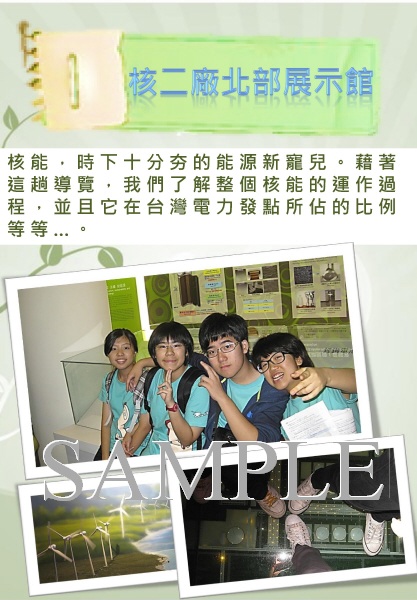 核二廠北部展示館
核能，時下十分夯的能源新寵兒。藉著
這趟導覽，我們了解整個核能的運作過
程，並且它在台灣電力發點所佔的比例
等等…。
SAMPLE